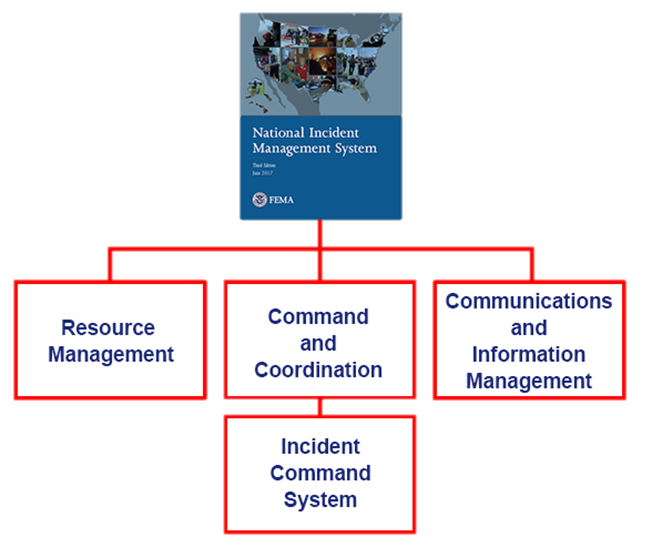 National Incident
Management System
Third Edition
June 2017
FEMA
Resource
Management
Command
and
Coordination
Communications
and
Information
Management
Incident
Command
System